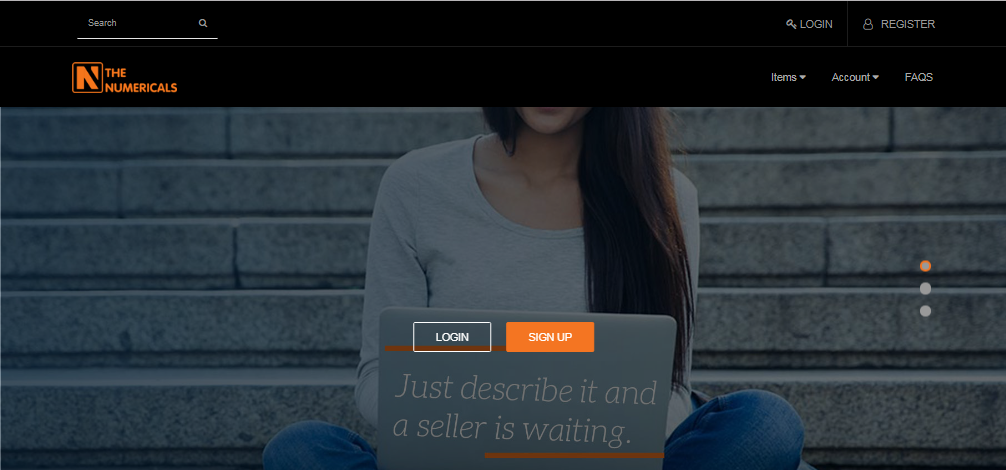 Search
LOGIN
REGISTER
THE
NUMERICALS
Items
Account
FAQS
LOGIN
SIGN UP
Just describe it and
a seller is waiting.